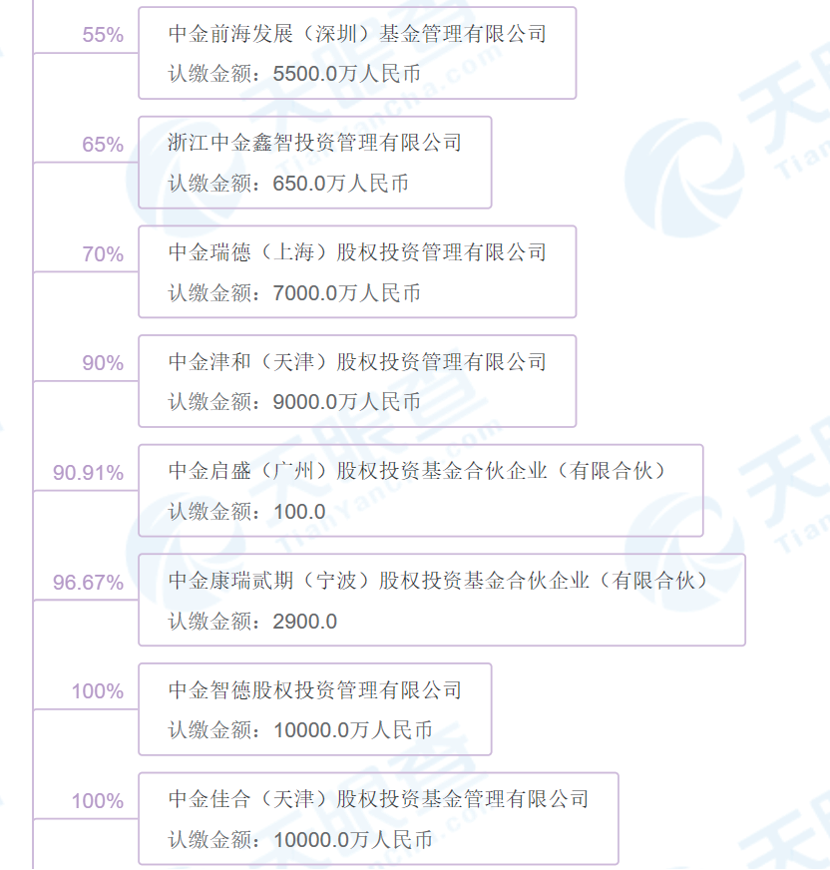 55%
中金前海发展（深圳）基金管理有限公司
认缴金额：5500.0万人民币
65%
浙江中金鑫智投资管理有限公司
认缴金额：650.0万人民币
70%
中金瑞德（上海）股权投资管理有限公司
认缴金额：7000.0万人民币
90%
中金津和（天津）股权投资管理有限公司
认缴金额：9000.0万人民币
90.91%
中金启盛（广州）股权投资基金合伙企业（有限合伙）
认缴金额：100.0
96.67%
中金康瑞贰期（宁波）股权投资基金合伙企业（有限合伙）
认缴金额：2900.0
100%
中金智德股权投资管理有限公司
认缴金额：10000.0万人民币
100%
中金佳合（天津）股权投资基金管理有限公司
认缴金额：10000.0万人民币
天眼查
TianYanCha.com